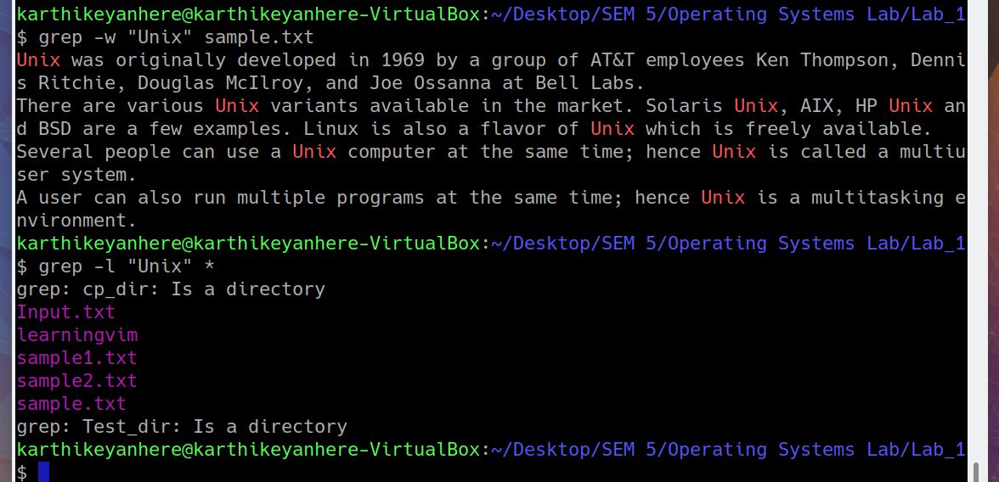 karthikeyanhere@karthikeyanhere-VirtualBox:~/Desktop/SEM 5/Operating Systems Lab/Lab_1
$ grep -w "Unix" sample.txt
Unix was originally developed in 1969 by a group of AT&T employees Ken Thompson, Denni
s Ritchie, Douglas McIlroy, and Joe Ossanna at Bell Labs.
There are various Unix variants available in the market. Solaris Unix, AIX, HP Unix an
d BSD are a few examples. Linux is also a flavor of Unix which is freely available.
Several people can use a Unix computer at the same time; hence Unix is called a multiu
ser system.
A user can also run multiple programs at the same time; hence Unix is a multitasking e
nvironment.
karthikeyanhere@karthikeyanhere-VirtualBox:~/Desktop/SEM 5/Operating Systems Lab/Lab_1
$ grep -l "Unix" *
grep: cp_dir: Is a directory
Input.txt
learningvim
sample1.txt
sample2.txt
sample.txt
grep: Test_dir: Is a directory
karthikeyanhere@karthikeyanhere-VirtualBox:~/Desktop/SEM 5/Operating Systems Lab/Lab_1
$